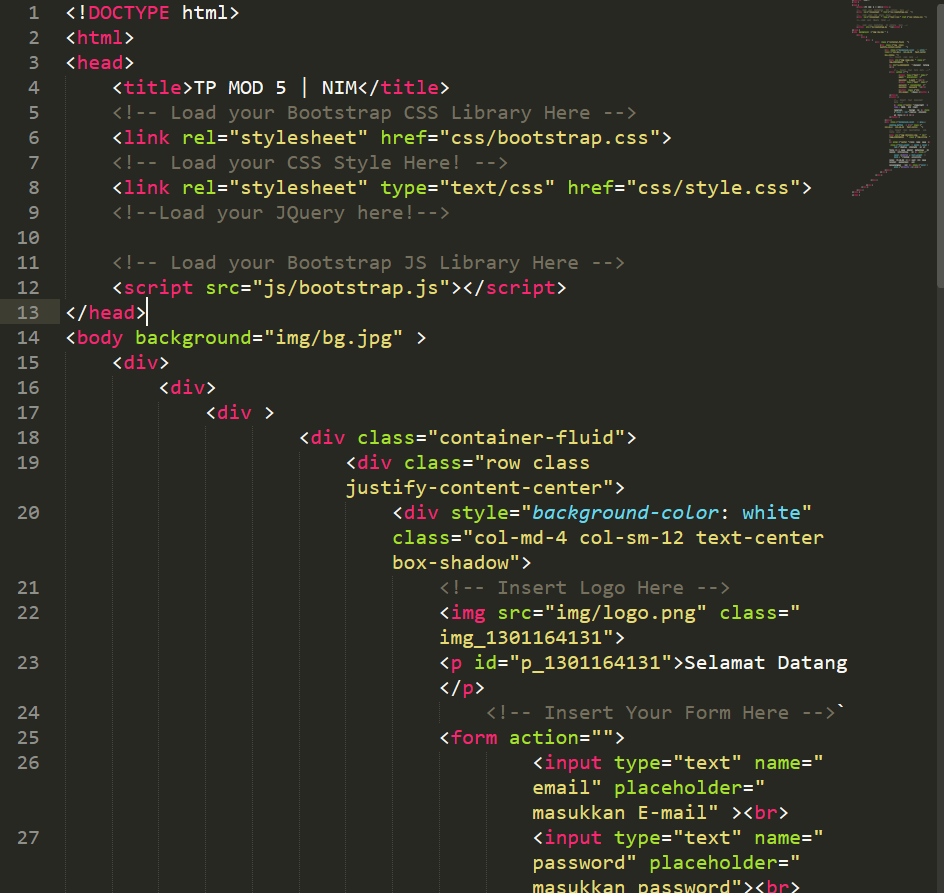 1 <!DOCTYPE html>
2 <html>
3 <head>
4 <title>TP MOD 5 | NIM</title>
5 <!-- Load your Bootstrap CSS Library Here -->
6 <link rel="stylesheet" href="css/bootstrap.css">
7 <!-- Load your CSS Style Here! -->
8 <link rel="stylesheet" type="text/css" href="css/style.css">
9 <!--Load your JQuery here!-->
10
11 <!-- Load your Bootstrap JS Library Here -->
12 <script src="js/bootstrap.js"></script>
13 </head>
14 <body background="img/bg.jpg" >
15 <div>
16 <div>
17 <div >
18 <div class="container-fluid">
19 <div class="row class
justify-content-center">
20 <div style="background-color: white"
class="col-md-4 col-sm-12 text-center
box-shadow">
21 <!-- Insert Logo Here -->
22 <img src="img/logo.png" class="
img_1301164131">
23 <p id="p_1301164131">Selamat Datang
</p>
24 <!-- Insert Your Form Here -->`
25 <form action="">
26 <input type="text" name="
email" placeholder="
masukkan E-mail" ><br>
27 <input type="text" name="
password" placeholder="
masukkan password"><br>